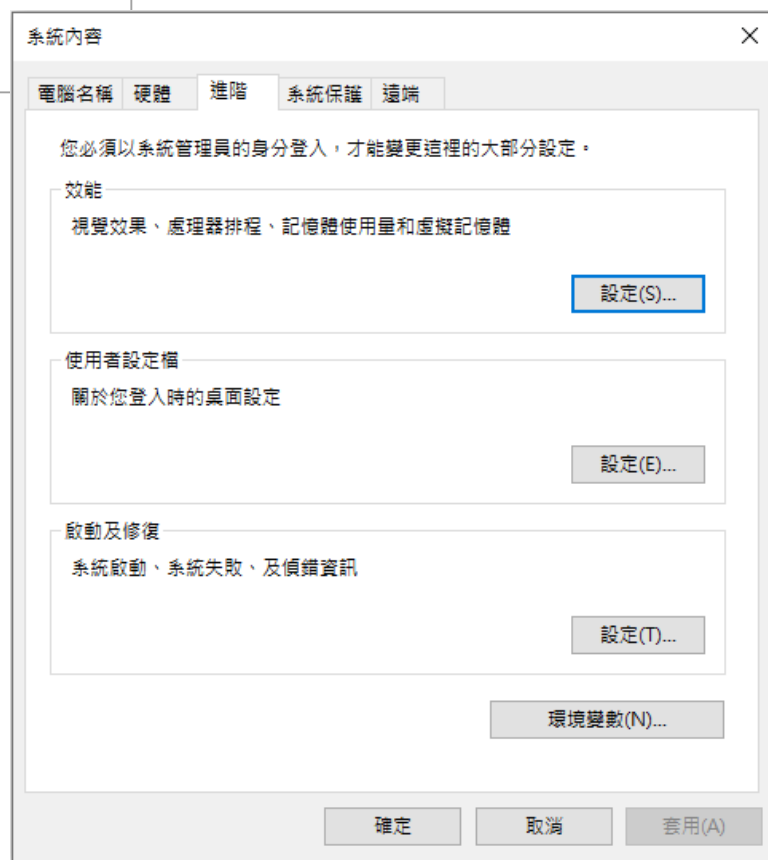 系統內容
電腦名稱 硬體 進階 系統保護 遠端
您必須以系統管理員的身分登入，才能變更這裡的大部分設定。
效能
視覺效果、處理器排程、記憶體使用量和虛擬記憶體
設定(S)...
使用者設定檔
關於您登入時的桌面設定
設定(E)...
啟動及修復
系統啟動、系統失敗、及偵錯資訊
設定(T)...
環境變數(N)...
確定 取消 套用(A)